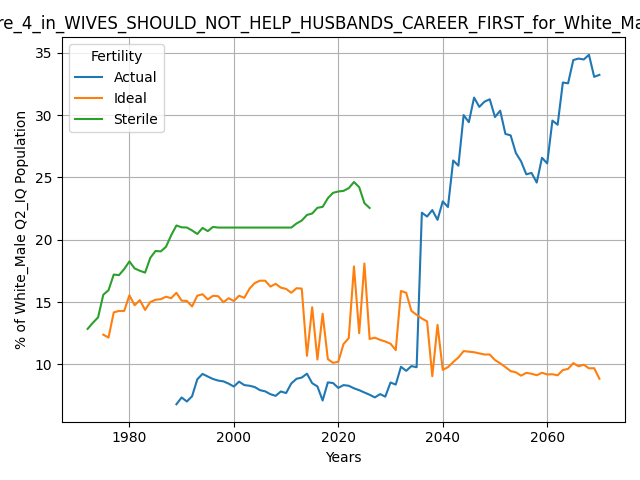 re_4_in_WIVES_SHOULD_NOT_HELP_HUSBANDS_CAREER_FIRST_for_White_Ma
Fertility
Actual
Ideal
Sterile
% of White_Male Q2_IQ Population
35
30
25
20
15
10
1980
2000
2020
2040
2060
Years